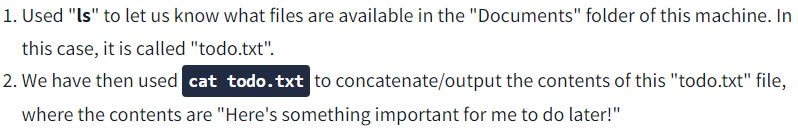 1. Used "ls" to let us know what files are available in the "Documents" folder of this machine. In
this case, it is called "todo.txt".
2. We have then used cat todo.txt to concatenate/output the contents of this "todo.txt" file,
where the contents are "Here's something important for me to do later!"